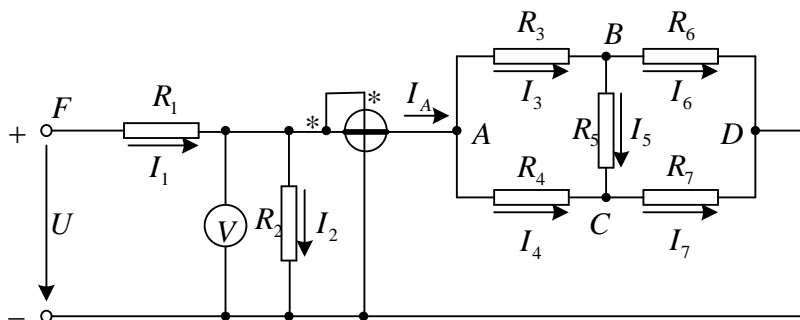 R3 B R6
F R1 * IA I3 I6
+ * A R5 I5 D
I1 R4 R7
U V R2 I2 C
I4 I7
−